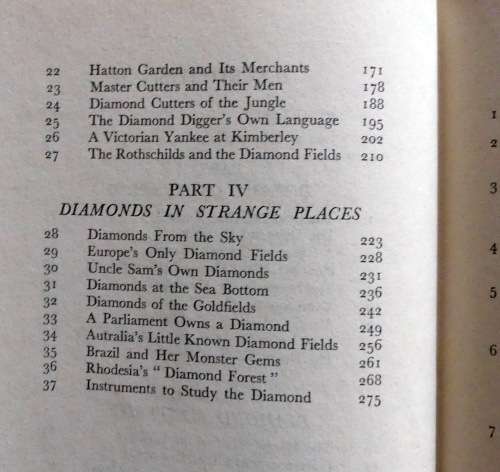 22 Hatton Garden and Its Merchants 171
23 Master Cutters and Their Men 178
24 Diamond Cutters of the Jungle 188
25 The Diamond Digger's Own Language 195
26 A Victorian Yankee at Kimberley 202
27 The Rothschilds and the Diamond Fields 210
PART IV
DIAMONDS IN STRANGE PLACES
28 Diamonds From the Sky 223
29 Europe's Only Diamond Fields 228
30 Uncle Sam's Own Diamonds 231
31 Diamonds at the Sea Bottom 236
32 Diamonds of the Goldfields 242
33 A Parliament Owns a Diamond 249
34 Autralia's Little Known Diamond Fields 256
35 Brazil and Her Monster Gems 261
36 Rhodesia's " Diamond Forest " 268
37 Instruments to Study the Diamond 275
1
2
3
4
5
6
7